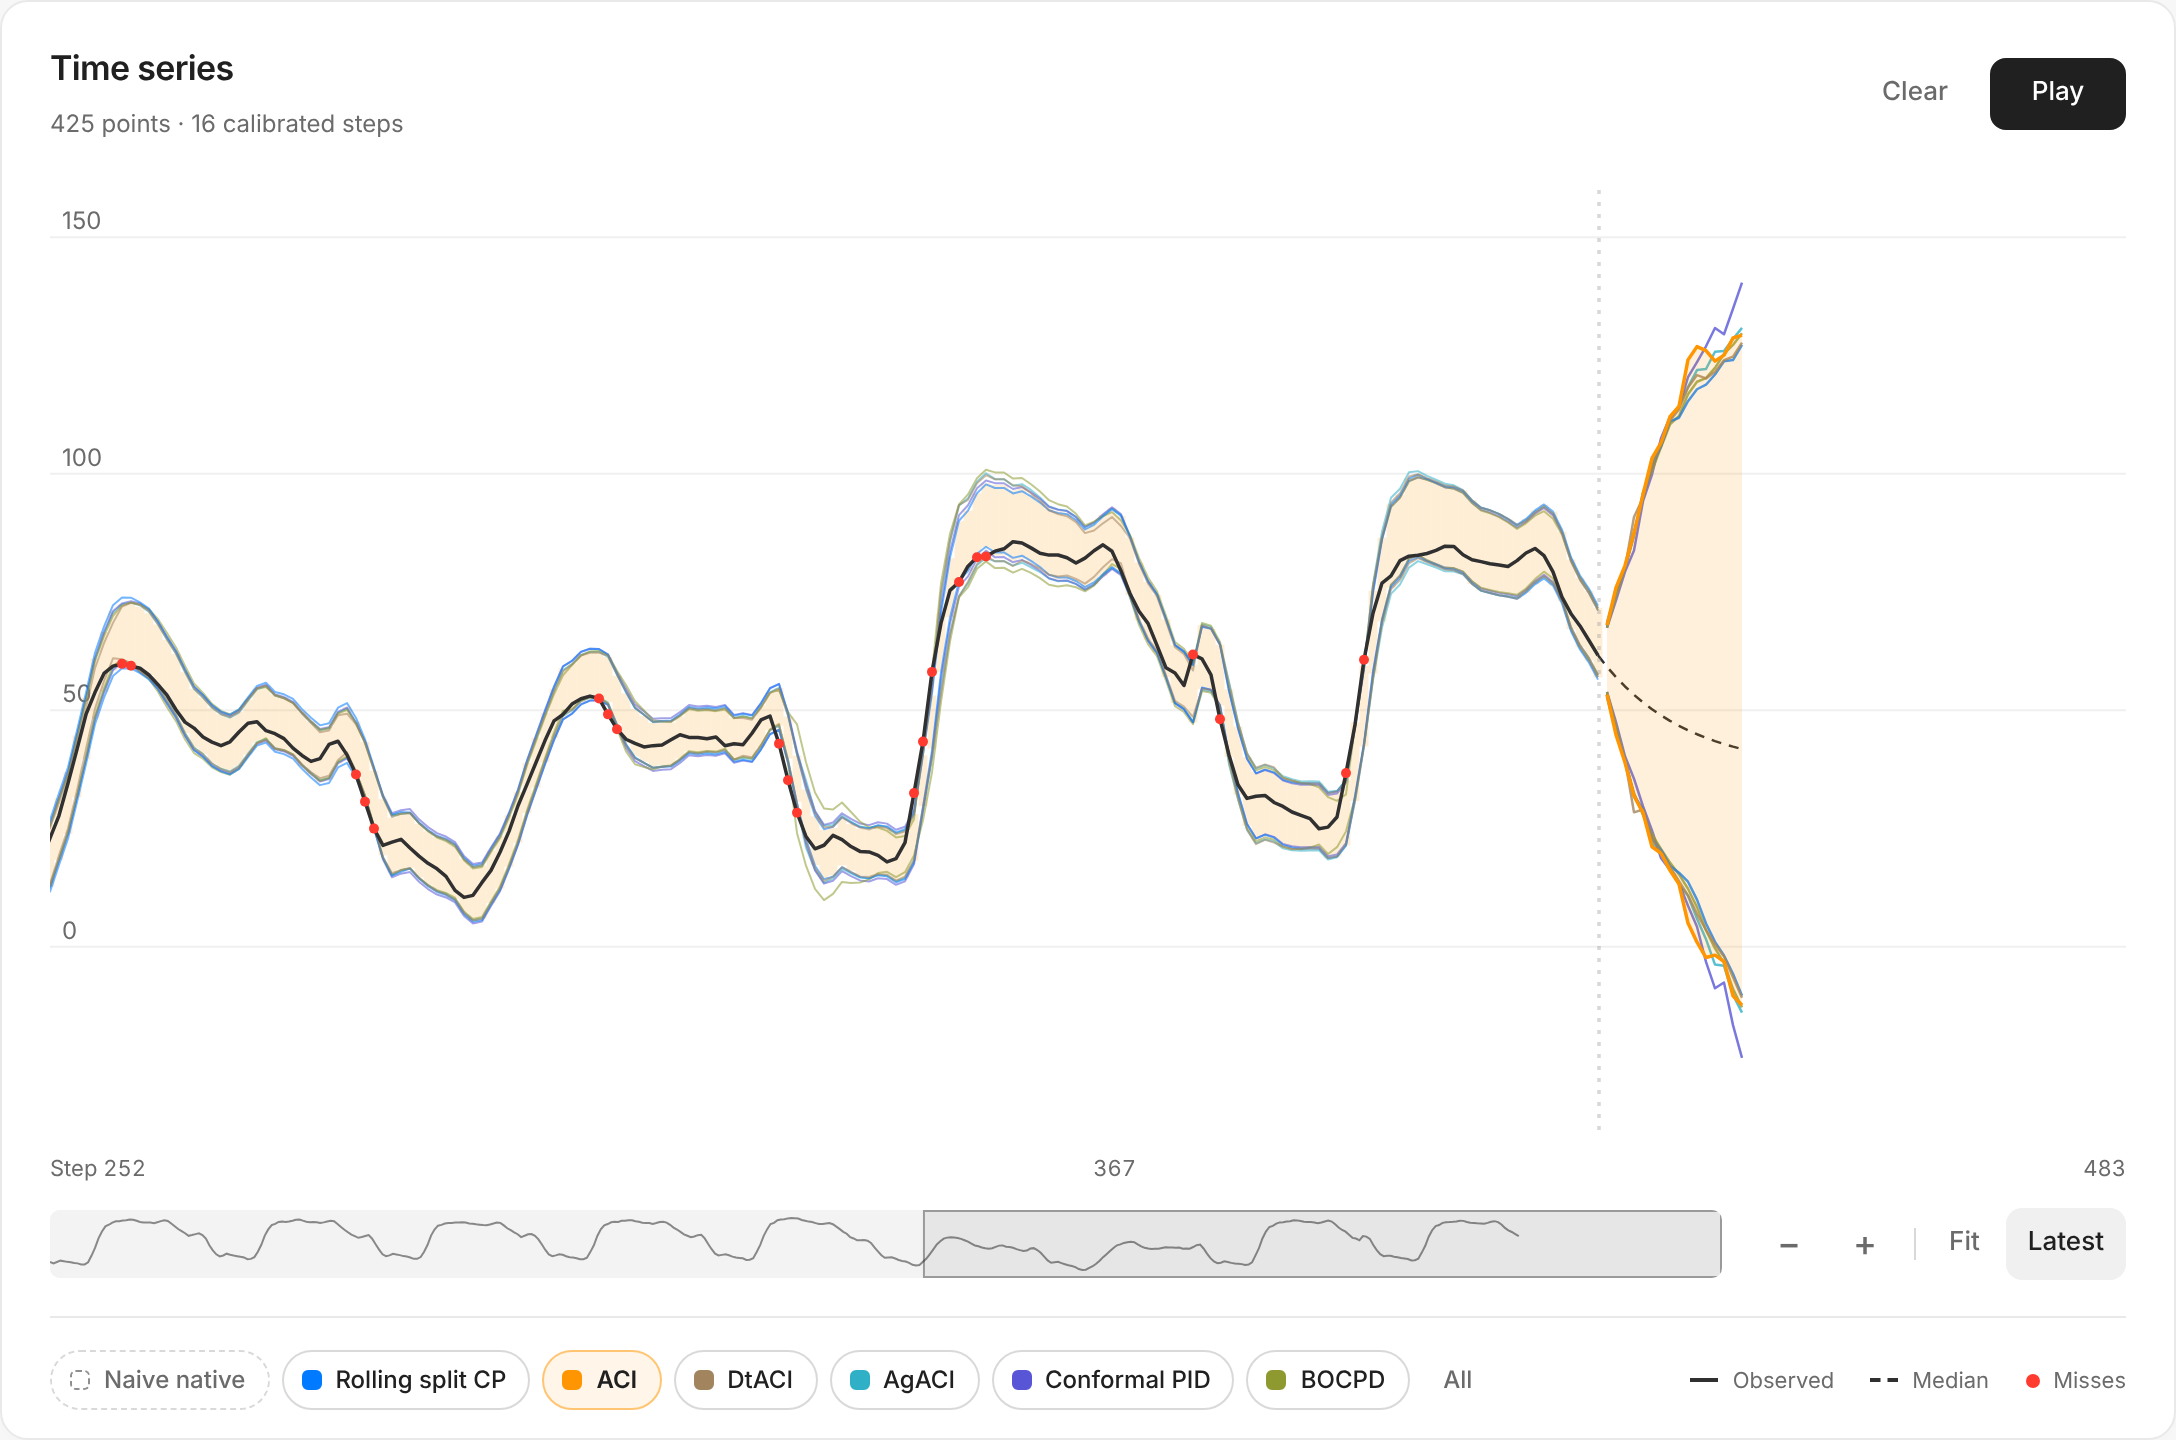 Time series
425 points · 16 calibrated steps
Clear
Play
150
100
50
0
Step 252
367
483
Fit
Latest
Naive native
Rolling split CP
ACI
DtACI
AgACI
Conformal PID
BOCPD
All
Observed
Median
Misses